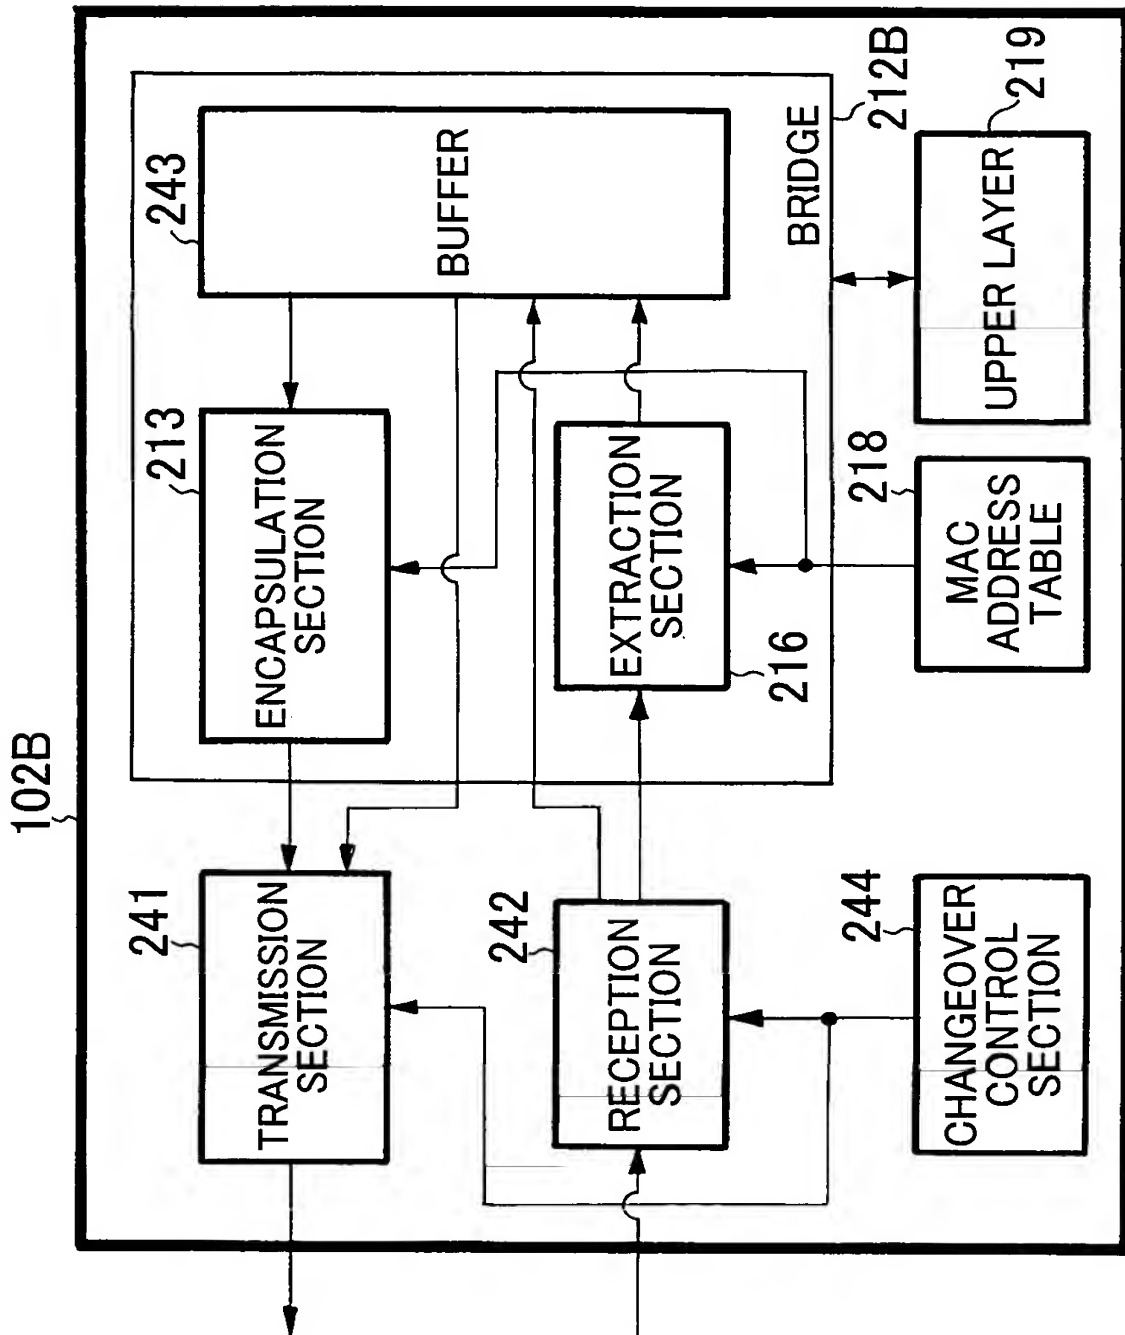 102B
241
TRANSMISSION
SECTION
213
ENCAPSULATION
SECTION
243
BUFFER
242
RECEPTION
SECTION
EXTRACTION
SECTION
216
BRIDGE
212B
244
CHANGEOVER
CONTROL
SECTION
218
MAC
ADDRESS
TABLE
UPPER LAYER
219